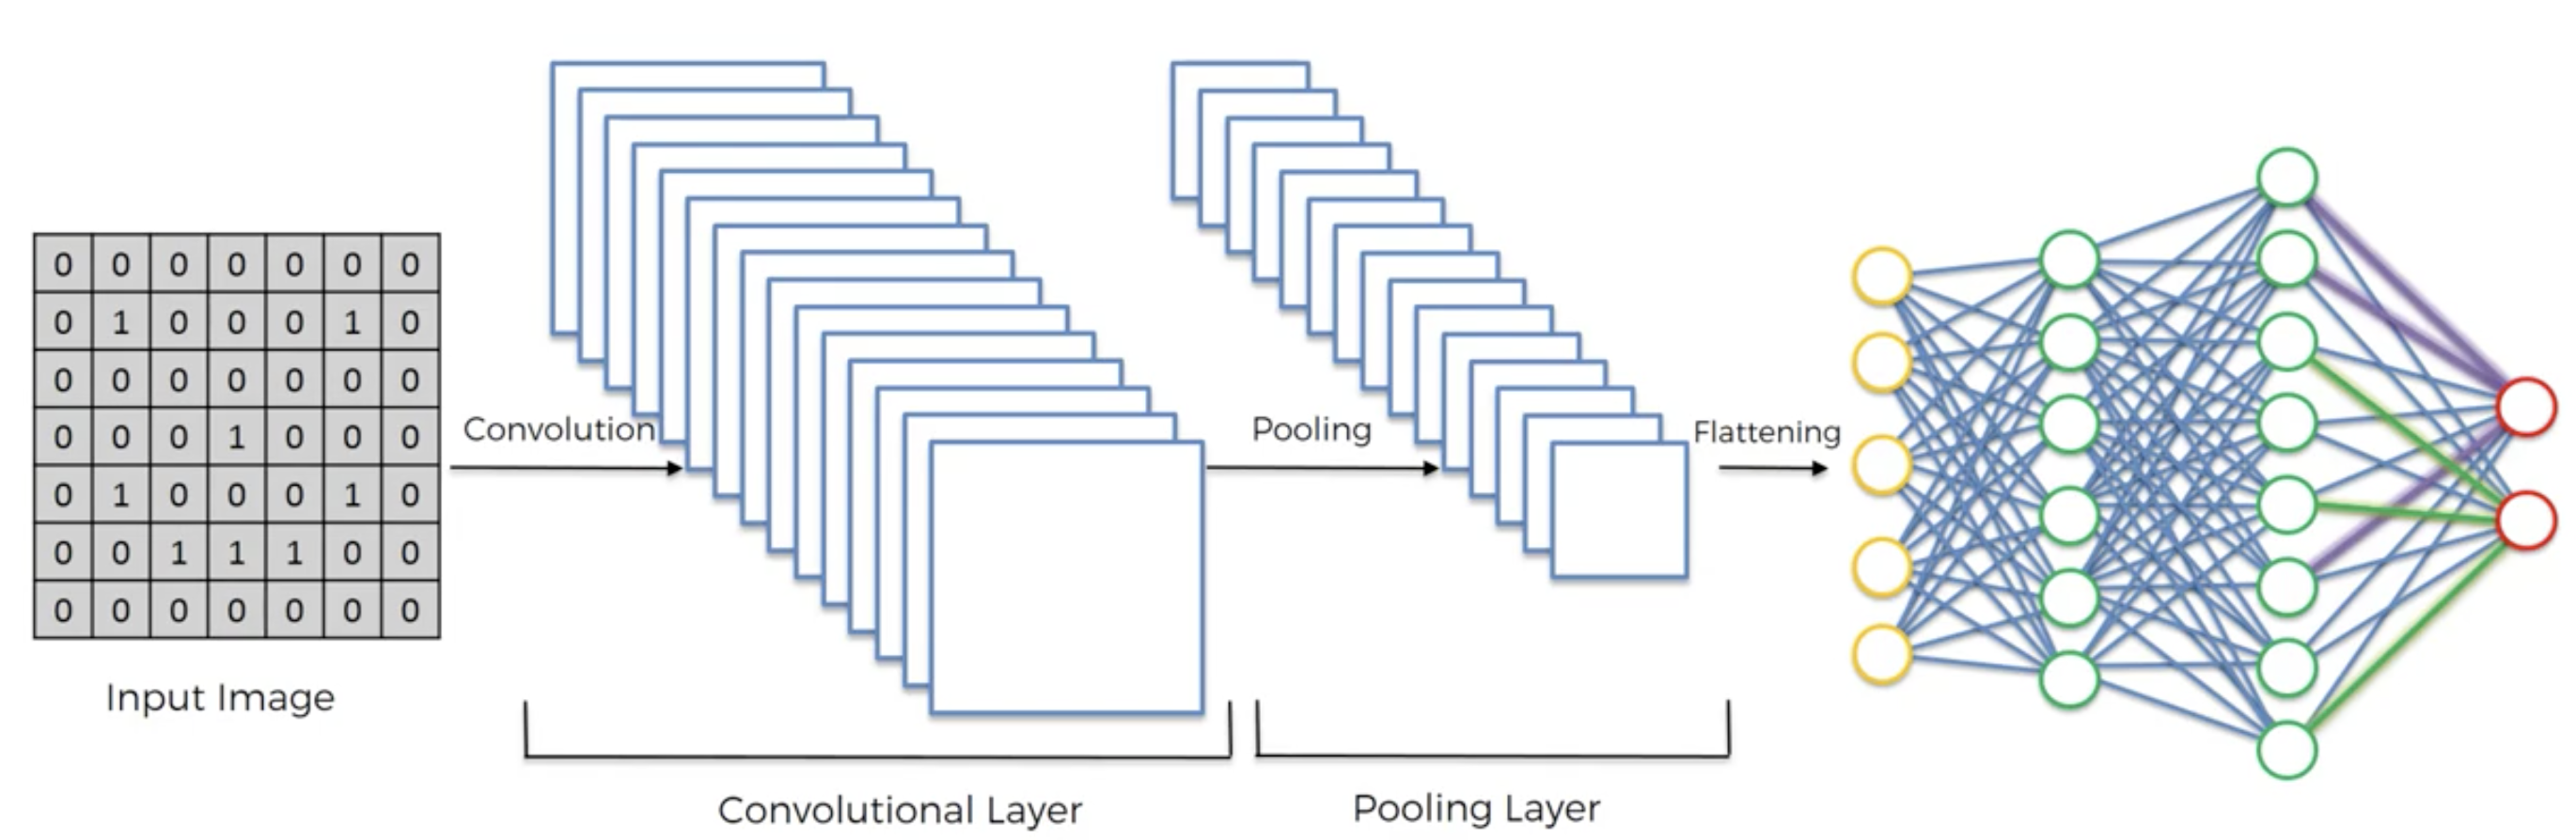 0 0 0 0 0 0 0
0 1 0 0 0 1 0
0 0 0 0 0 0 0
0 0 0 1 0 0 0
0 1 0 0 0 1 0
0 0 1 1 1 0 0
0 0 0 0 0 0 0
Input Image
Convolution
Convolutional Layer
Pooling
Pooling Layer
Flattening